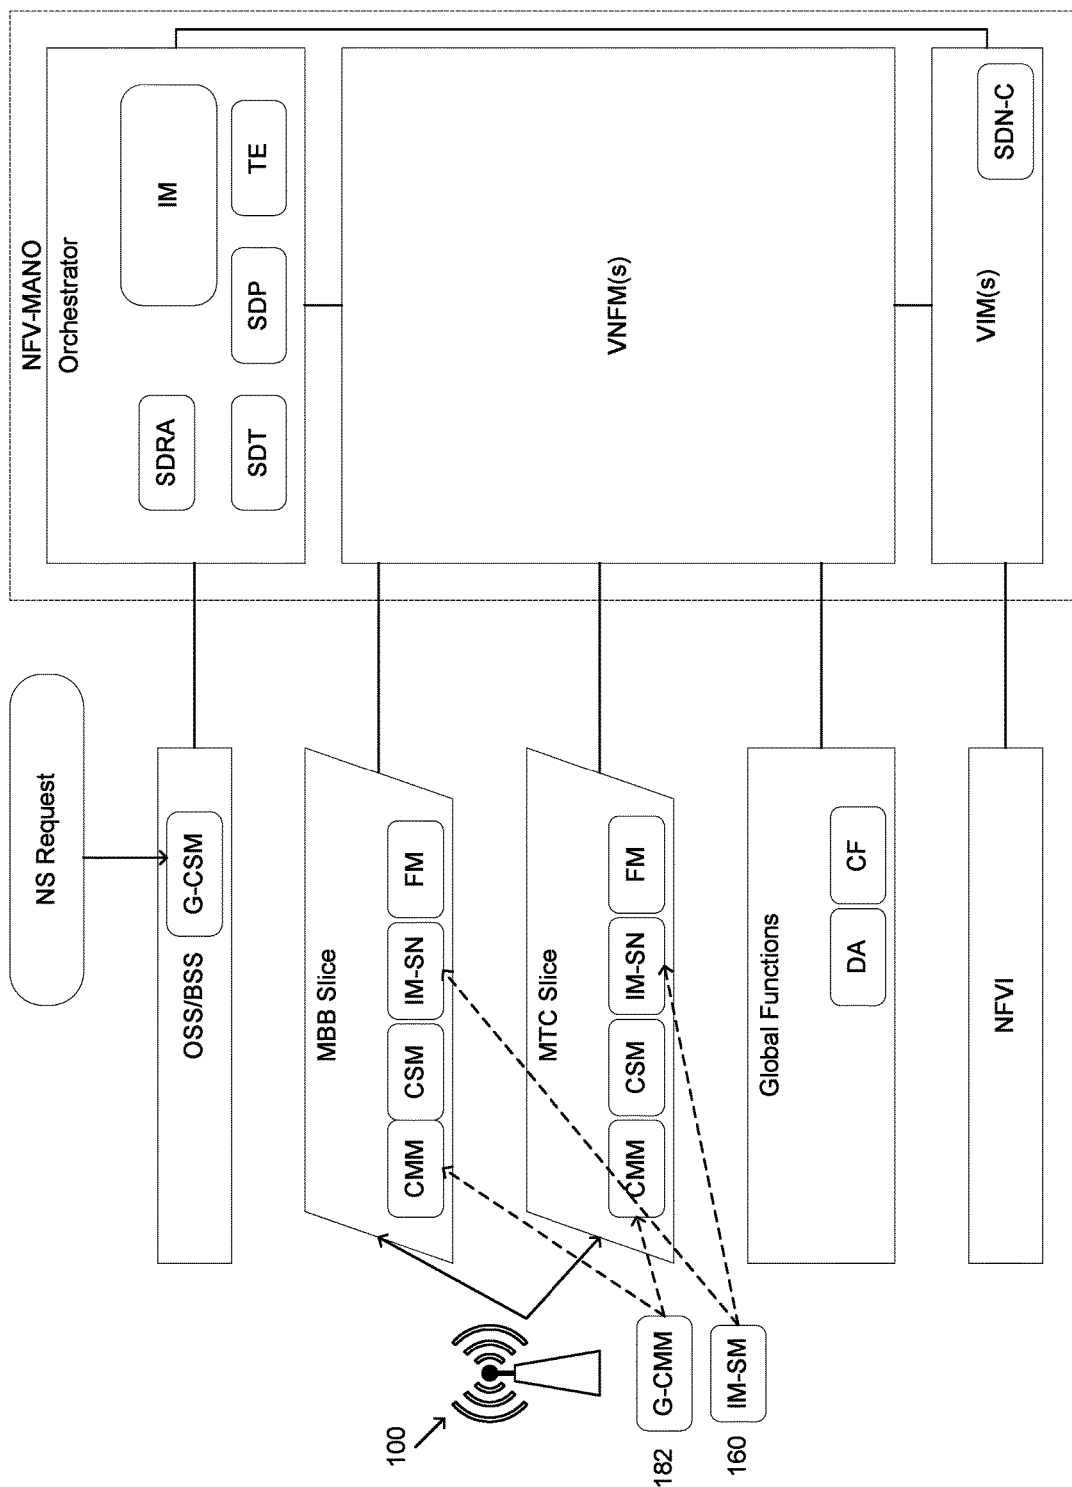 NS Request
G-CSM
OSS/BSS
MBB Slice
CMM
CSM
IM-SN
FM
MTC Slice
CMM
CSM
IM-SN
FM
Global Functions
DA
CF
NFVI
100
182
G-CMM
160
IM-SM
NFV-MANO
Orchestrator
SDRA
IM
SDT
SDP
TE
VNFM(s)
VIM(s)
SDN-C